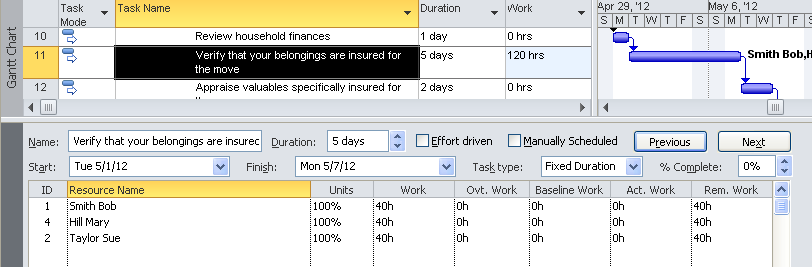 Gantt Chart
Task Mode Task Name Duration Work Apr 29, '12 May 6, '12
S M T W T F S S M T W T F S
10 Review household finances 1 day 0 hrs
11 Verify that your belongings are insured for the move 5 days 120 hrs Smith Bob,H
12 Appraise valuables specifically insured for 2 days 0 hrs
Name: Verify that your belongings are insurec Duration: 5 days Effort driven Manually Scheduled Previous Next
Start: Tue 5/1/12 Finish: Mon 5/7/12 Task type: Fixed Duration % Complete: 0%
ID Resource Name Units Work Ovt. Work Baseline Work Act. Work Rem. Work
1 Smith Bob 100% 40h 0h 0h 0h 40h
4 Hill Mary 100% 40h 0h 0h 0h 40h
2 Taylor Sue 100% 40h 0h 0h 0h 40h